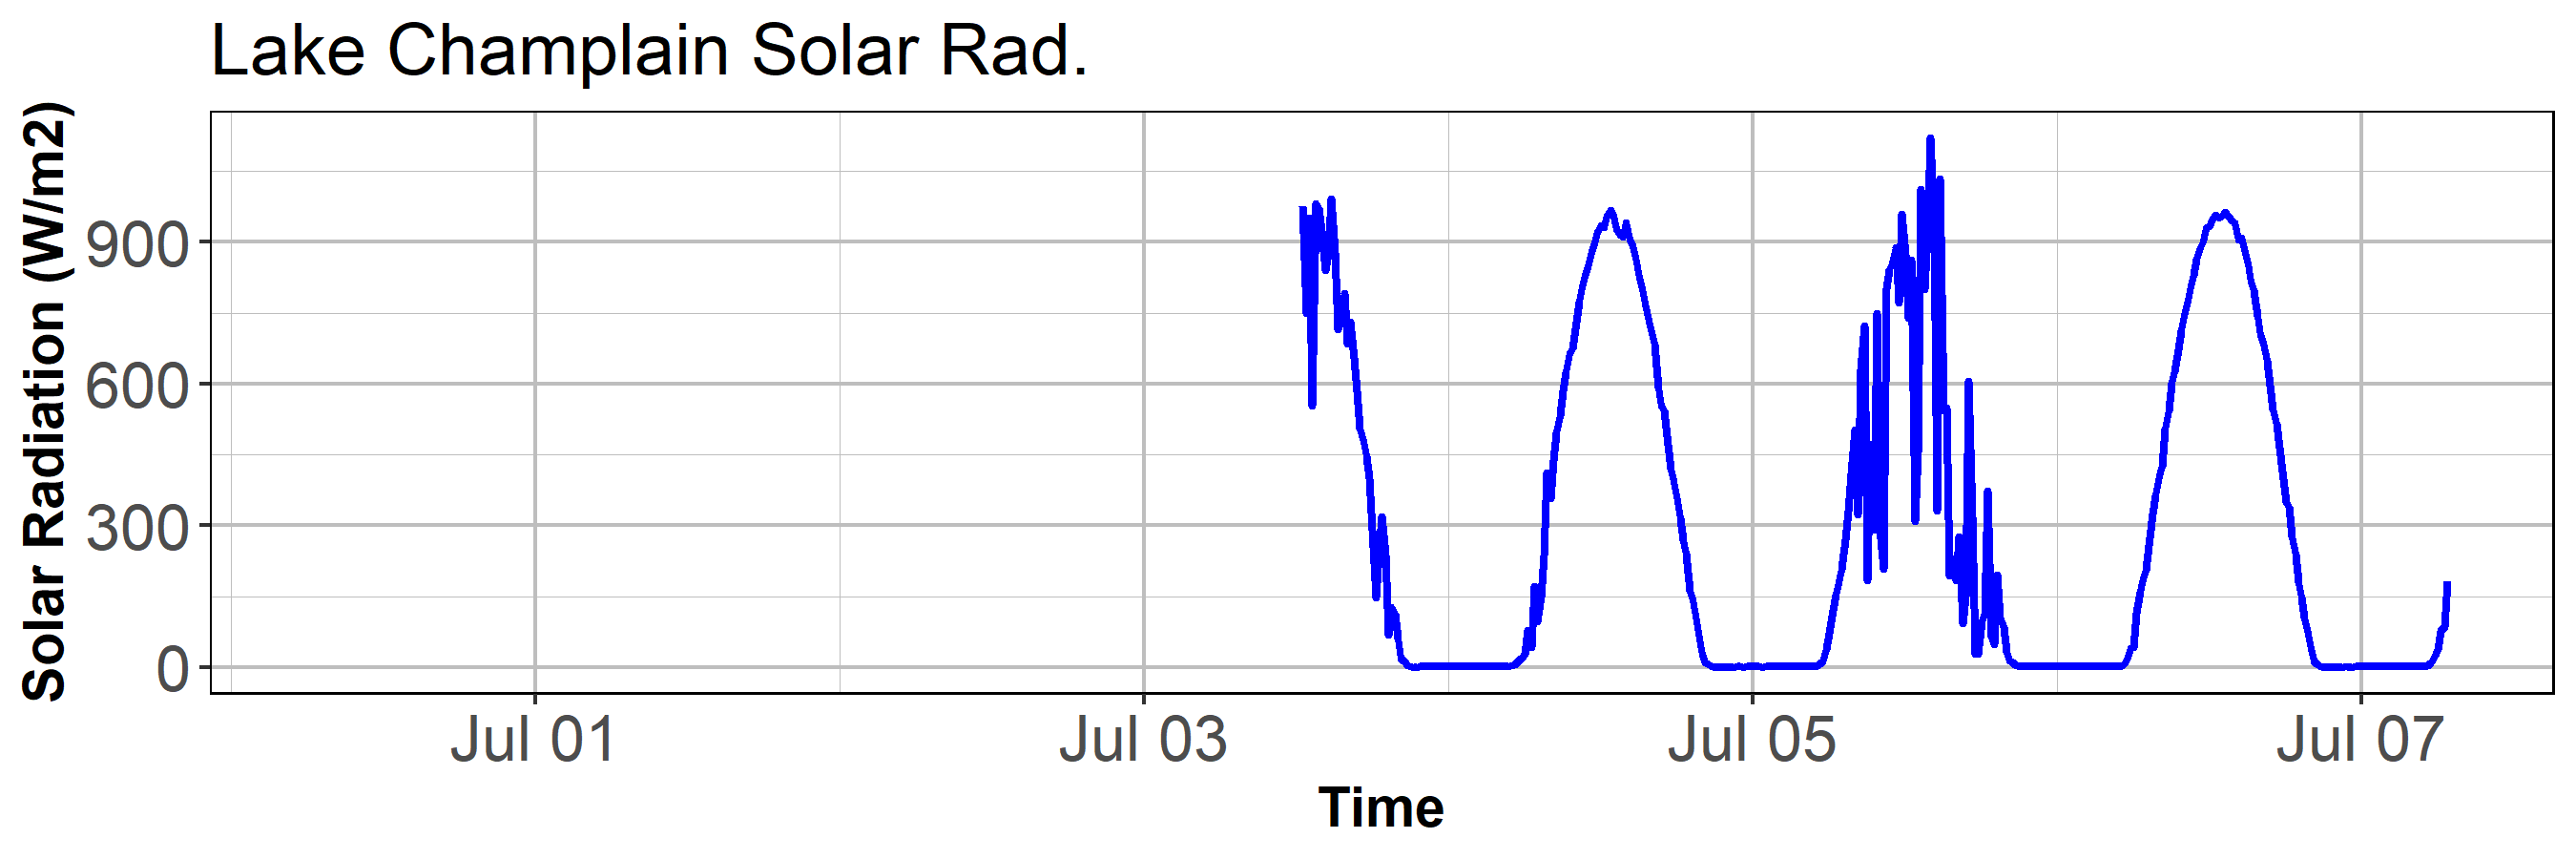 Lake Champlain Solar Rad.
Solar Radiation (W/m2)
900
600
300
0
Jul 01
Jul 03
Jul 05
Jul 07
Time